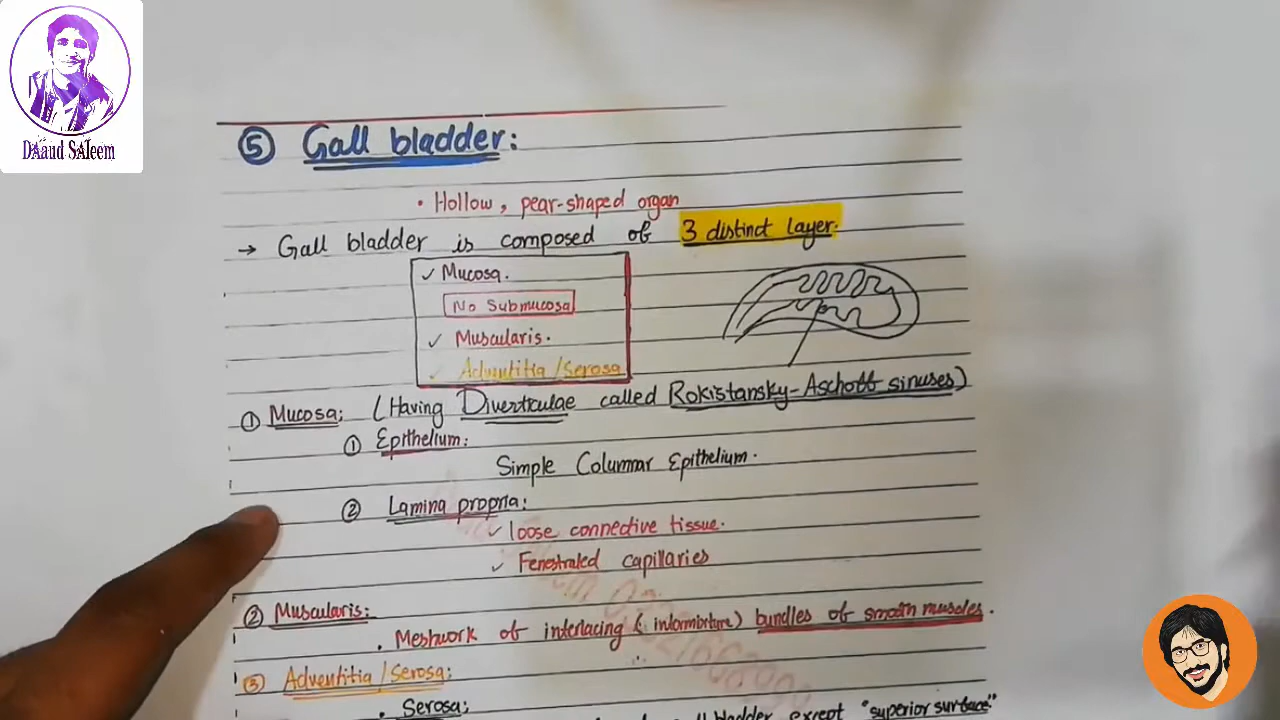 DAaud SALeem
⑤ Gall bladder:
• Hollow, pear-shaped organ
→ Gall bladder is composed of 3 distinct layer.
✓ Mucosa.
No Submucosa
✓ Muscularis.
✓ Adventitia/Serosa
① Mucosa: (Having Diverticulae called Rokistansky-Aschoff sinuses)
① Epithelium:
Simple Columnar Epithelium.
② Lamina propria:
✓ loose connective tissue.
✓ Fenestrated capillaries
② Muscularis:
• Meshwork of interlacing (intermixture) bundles of smooth muscles.
③ Adventitia/Serosa:
• Serosa:
bladder except "superior surface"